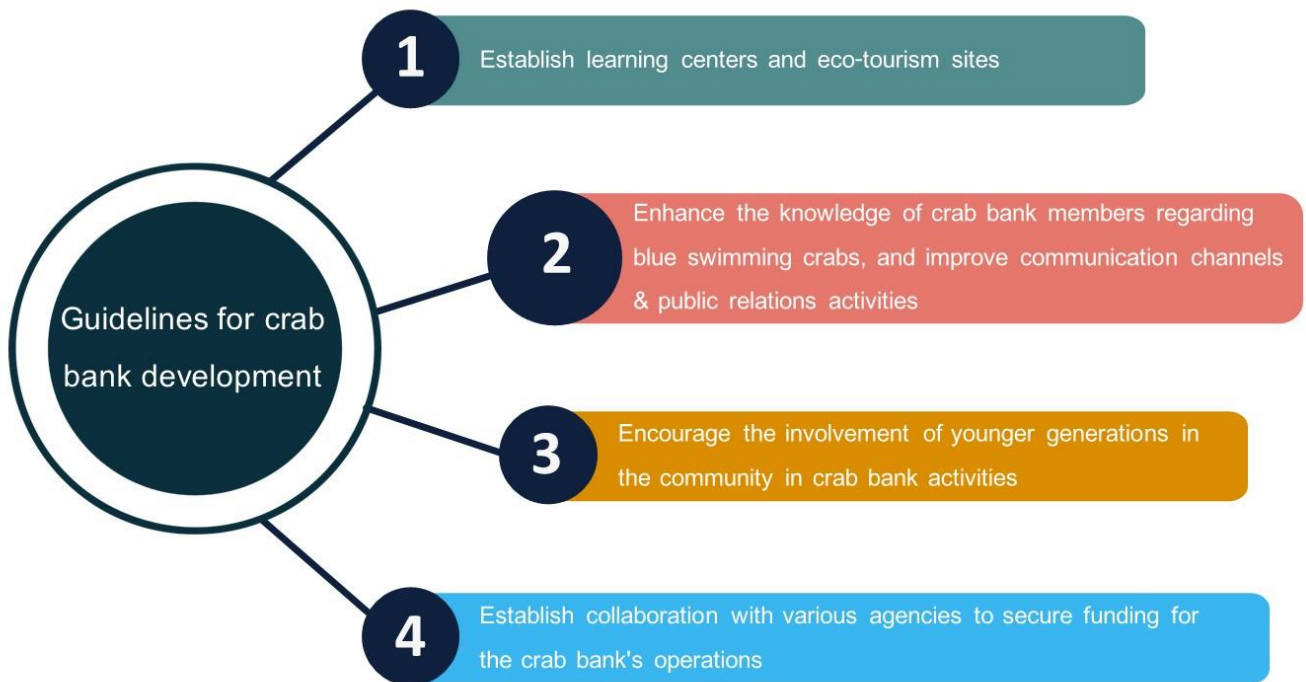 Guidelines for crab
bank development
1
Establish learning centers and eco-tourism sites
2
Enhance the knowledge of crab bank members regarding
blue swimming crabs, and improve communication channels
& public relations activities
3
Encourage the involvement of younger generations in
the community in crab bank activities
4
Establish collaboration with various agencies to secure funding for
the crab bank's operations